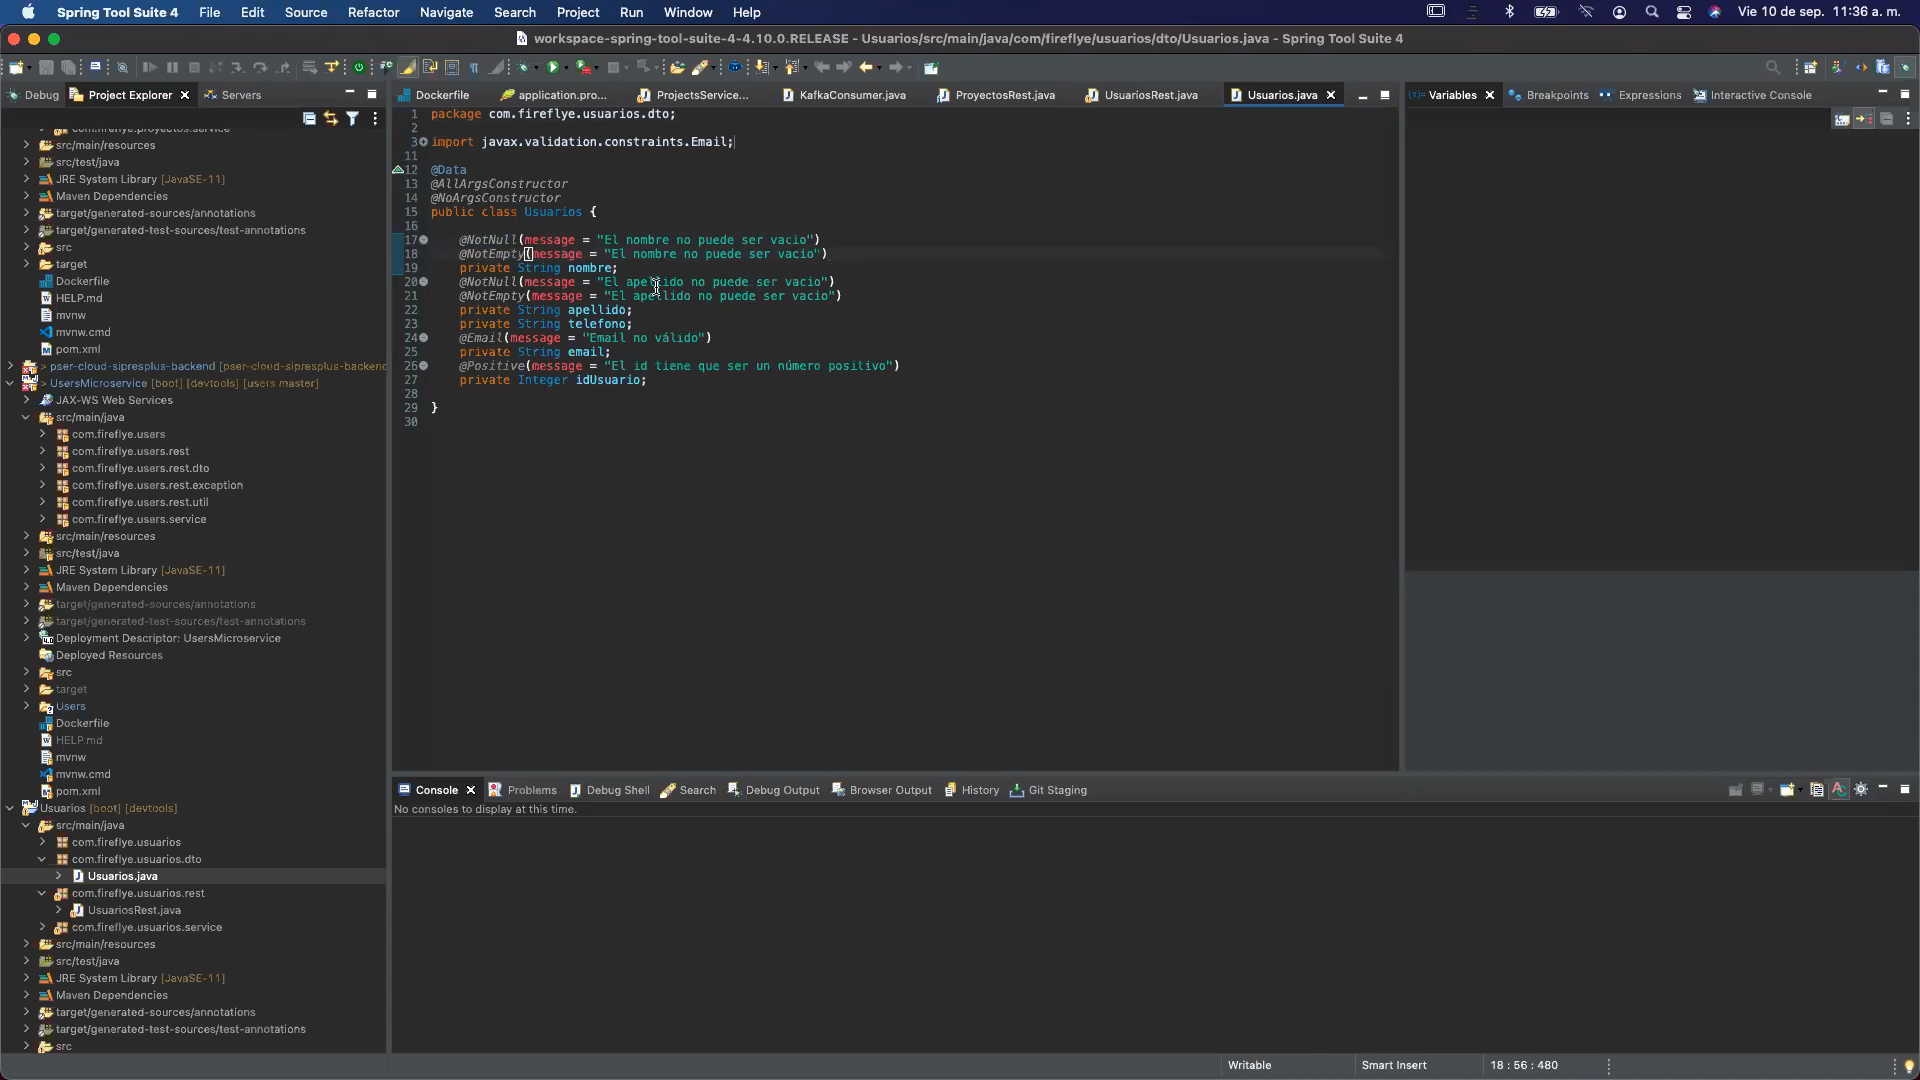 Spring Tool Suite 4 File Edit Source Refactor Navigate Search Project Run Window Help Vie 10 de sep. 11:36 a. m.
workspace-spring-tool-suite-4-4.10.0.RELEASE - Usuarios/src/main/java/com/fireflye/usuarios/dto/Usuarios.java - Spring Tool Suite 4
Debug Project Explorer Servers
Dockerfile application.pro... ProjectsService... KafkaConsumer.java ProyectosRest.java UsuariosRest.java Usuarios.java
Variables Breakpoints Expressions Interactive Console
com.fireflye.proyectos.service
src/main/resources
src/test/java
JRE System Library [JavaSE-11]
Maven Dependencies
target/generated-sources/annotations
target/generated-test-sources/test-annotations
src
target
Dockerfile
HELP.md
mvnw
mvnw.cmd
pom.xml
> pser-cloud-sipresplus-backend [pser-cloud-sipresplus-backend
> UsersMicroservice [boot] [devtools] [users master]
JAX-WS Web Services
src/main/java
com.fireflye.users
com.fireflye.users.rest
com.fireflye.users.rest.dto
com.fireflye.users.rest.exception
com.fireflye.users.rest.util
com.fireflye.users.service
src/main/resources
src/test/java
JRE System Library [JavaSE-11]
Maven Dependencies
target/generated-sources/annotations
target/generated-test-sources/test-annotations
Deployment Descriptor: UsersMicroservice
Deployed Resources
src
target
Users
Dockerfile
HELP.md
mvnw
mvnw.cmd
pom.xml
Usuarios [boot] [devtools]
src/main/java
com.fireflye.usuarios
com.fireflye.usuarios.dto
Usuarios.java
com.fireflye.usuarios.rest
UsuariosRest.java
com.fireflye.usuarios.service
src/main/resources
src/test/java
JRE System Library [JavaSE-11]
Maven Dependencies
target/generated-sources/annotations
target/generated-test-sources/test-annotations
src
1 package com.fireflye.usuarios.dto;
2
3 import javax.validation.constraints.Email;
11
12 @Data
13 @AllArgsConstructor
14 @NoArgsConstructor
15 public class Usuarios {
16
17 @NotNull(message = "El nombre no puede ser vacio")
18 @NotEmpty(message = "El nombre no puede ser vacio")
19 private String nombre;
20 @NotNull(message = "El apellido no puede ser vacio")
21 @NotEmpty(message = "El apellido no puede ser vacio")
22 private String apellido;
23 private String telefono;
24 @Email(message = "Email no válido")
25 private String email;
26 @Positive(message = "El id tiene que ser un número positivo")
27 private Integer idUsuario;
28
29 }
30
Console Problems Debug Shell Search Debug Output Browser Output History Git Staging
No consoles to display at this time.
Writable Smart Insert 18 : 56 : 480